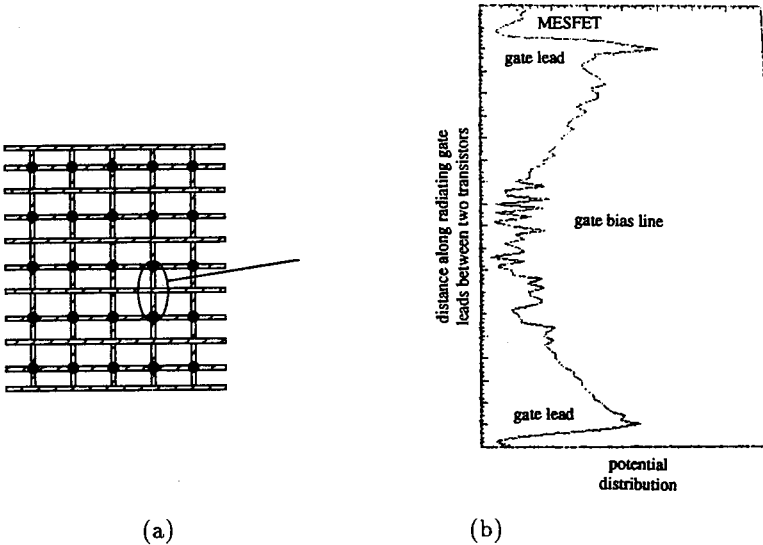 MESFET
gate lead
distance along radiating gate
leads between two transistors
gate bias line
gate lead
potential
distribution
(a)
(b)